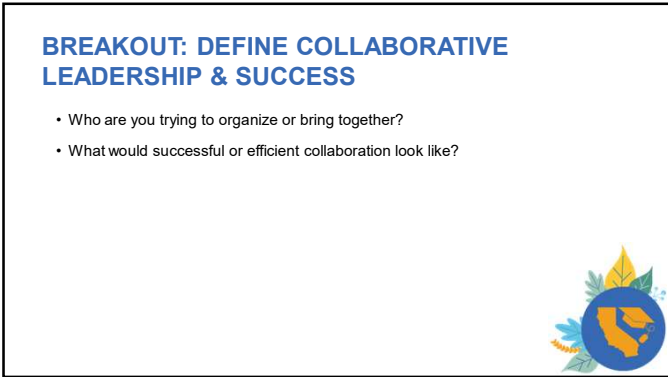 BREAKOUT: DEFINE COLLABORATIVE
LEADERSHIP & SUCCESS
• Who are you trying to organize or bring together?
• What would successful or efficient collaboration look like?